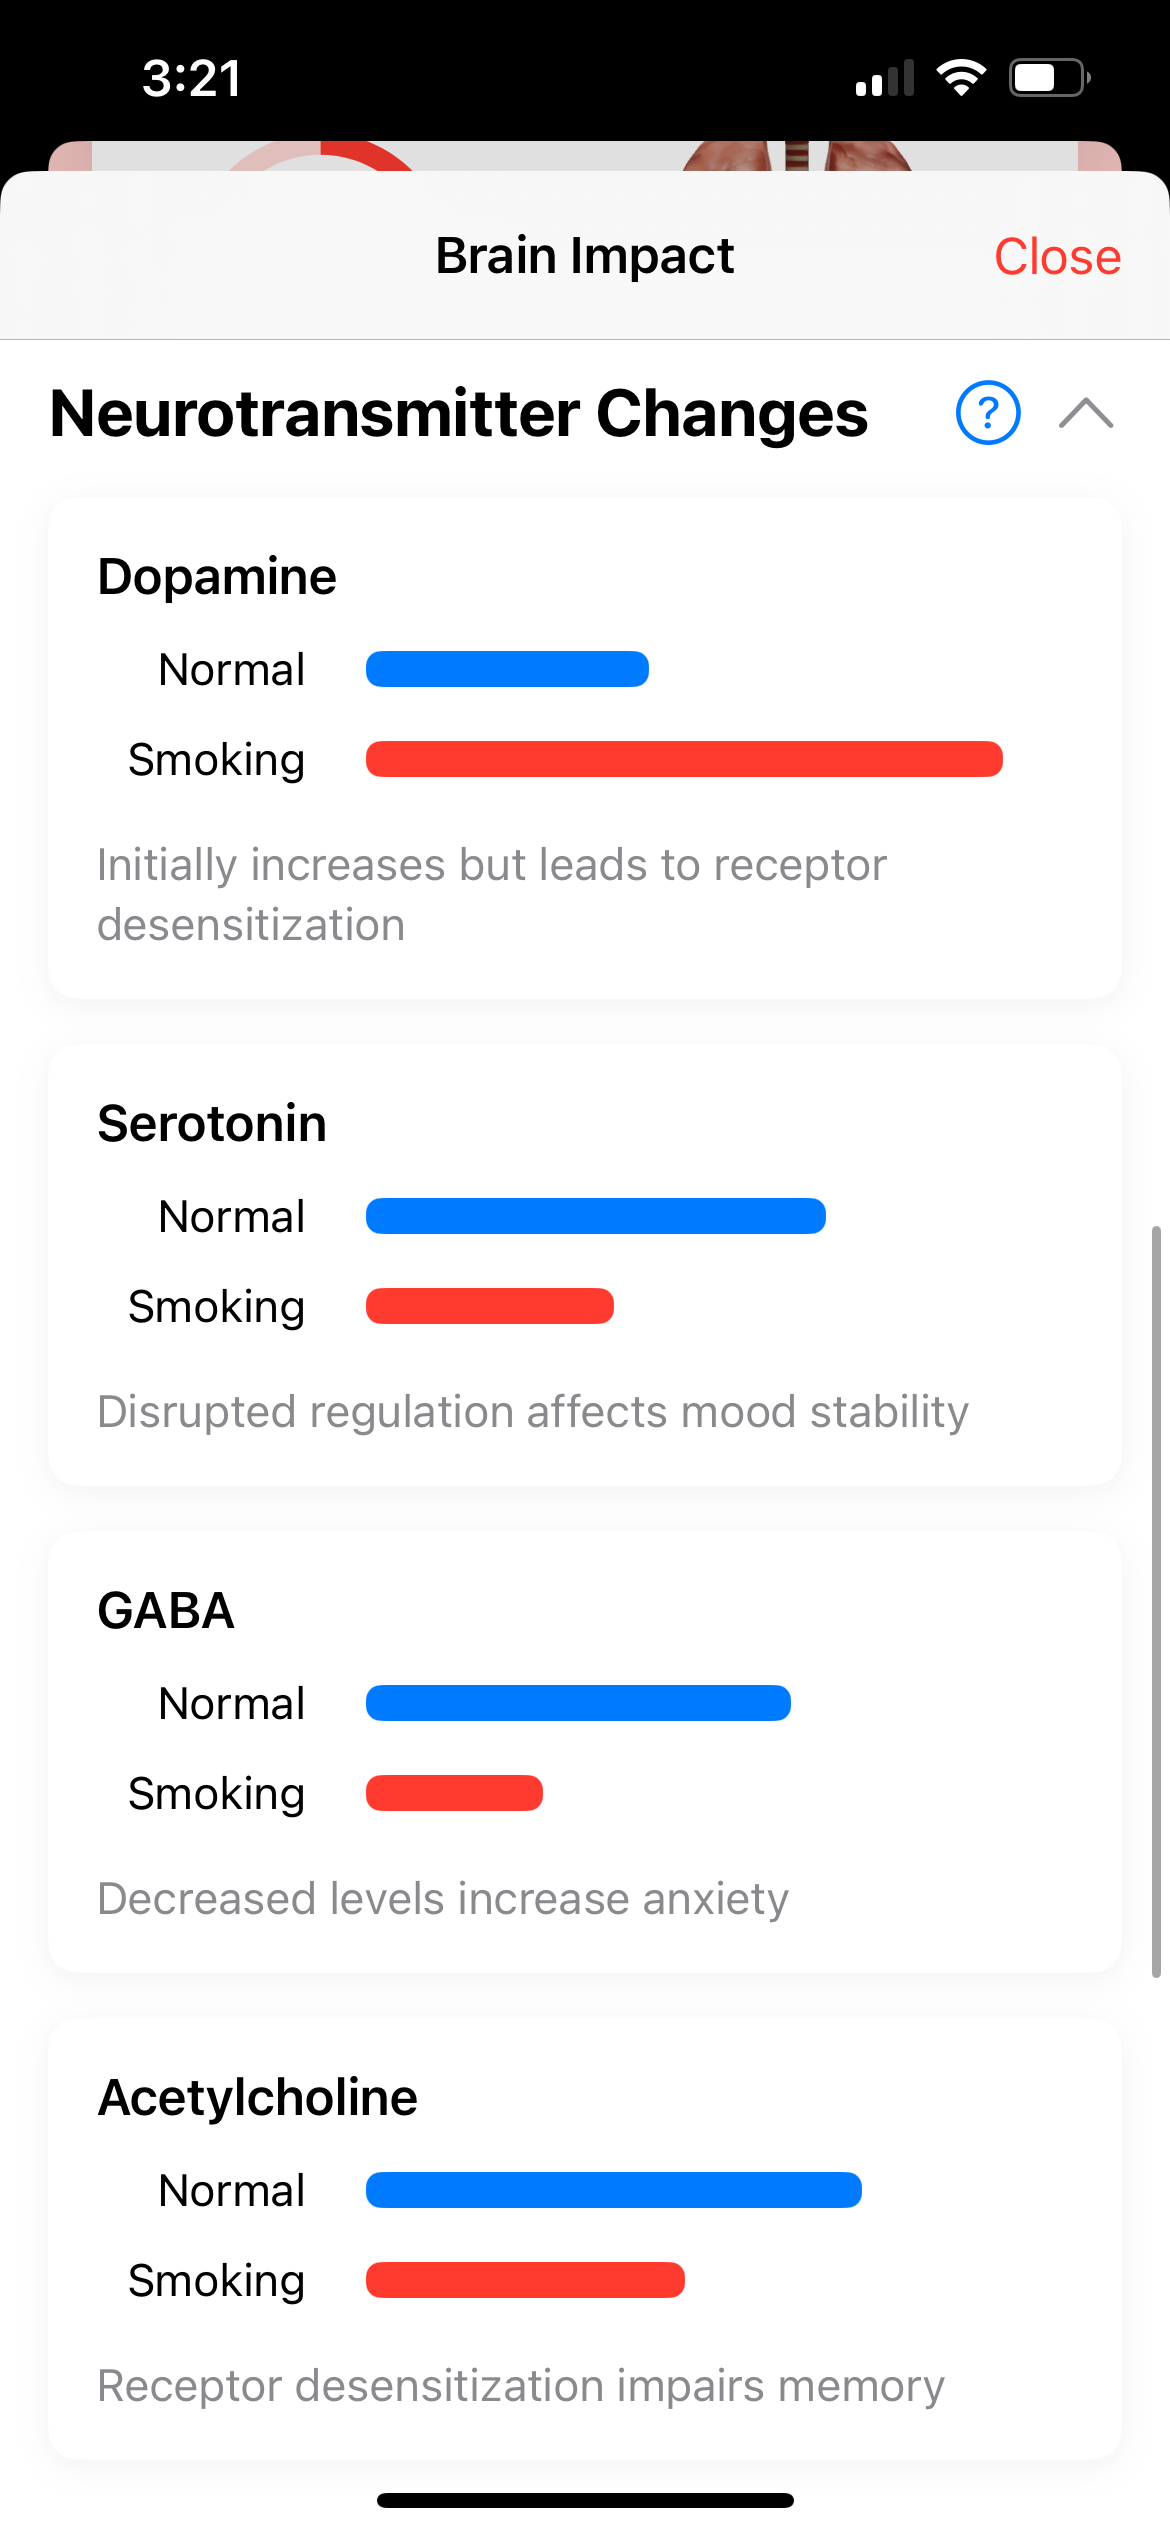 3:21
Brain Impact
Close
Neurotransmitter Changes
?
Dopamine
Normal
Smoking
Initially increases but leads to receptor
desensitization
Serotonin
Normal
Smoking
Disrupted regulation affects mood stability
GABA
Normal
Smoking
Decreased levels increase anxiety
Acetylcholine
Normal
Smoking
Receptor desensitization impairs memory